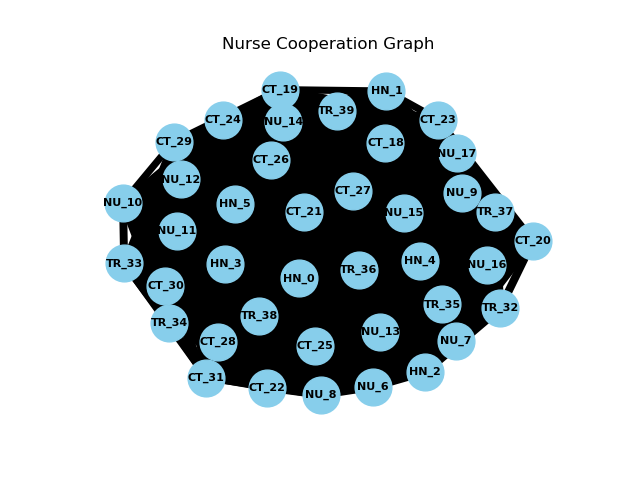 Nurse Cooperation Graph
CT_19
HN_1
TR_39
CT_24
NU_14
CT_23
CT_29
CT_18
NU_17
CT_26
NU_12
CT_27
NU_9
NU_10
HN_5
CT_21
NU_15
TR_37
NU_11
CT_20
TR_33
HN_3
HN_4
NU_16
TR_36
HN_0
CT_30
TR_35
TR_32
TR_38
TR_34
NU_13
CT_28
CT_25
NU_7
HN_2
CT_31
CT_22
NU_6
NU_8